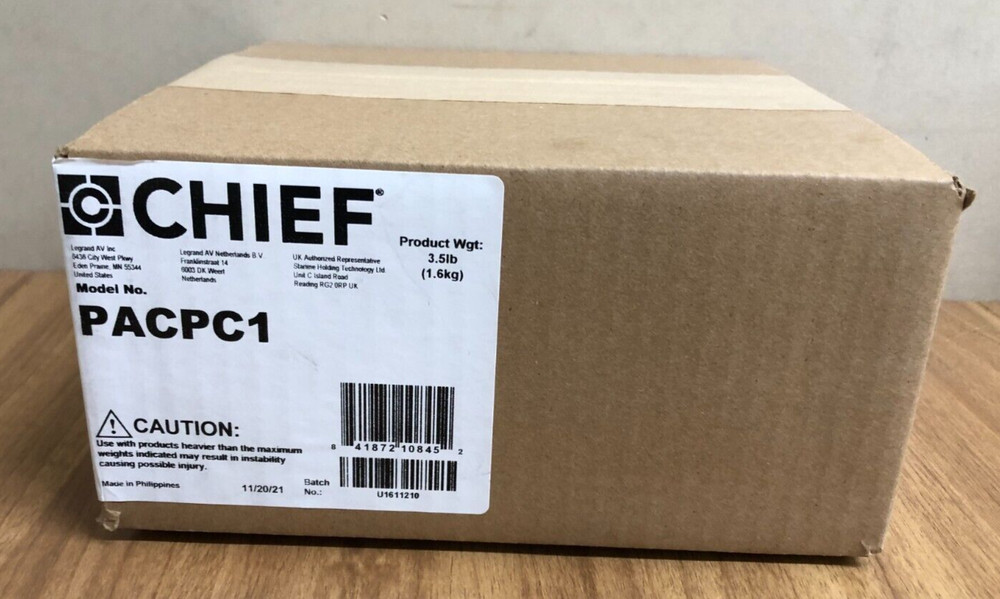 CHIEF®
Legrand AV Inc
6436 City West Pkwy
Eden Prairie, MN 55344
United States
Legrand AV Netherlands B.V.
Franklinstraat 14
6003 DK Weert
Netherlands
UK Authorized Representative
Starline Holding Technology Ltd.
Unit C Island Road
Reading RG2 0RP UK
Product Wgt:
3.5lb
(1.6kg)
Model No.
PACPC1
CAUTION:
Use with products heavier than the maximum
weights indicated may result in instability
causing possible injury.
Made in Philippines
11/20/21
Batch
No.:
8 41872 10845 2
U1611210